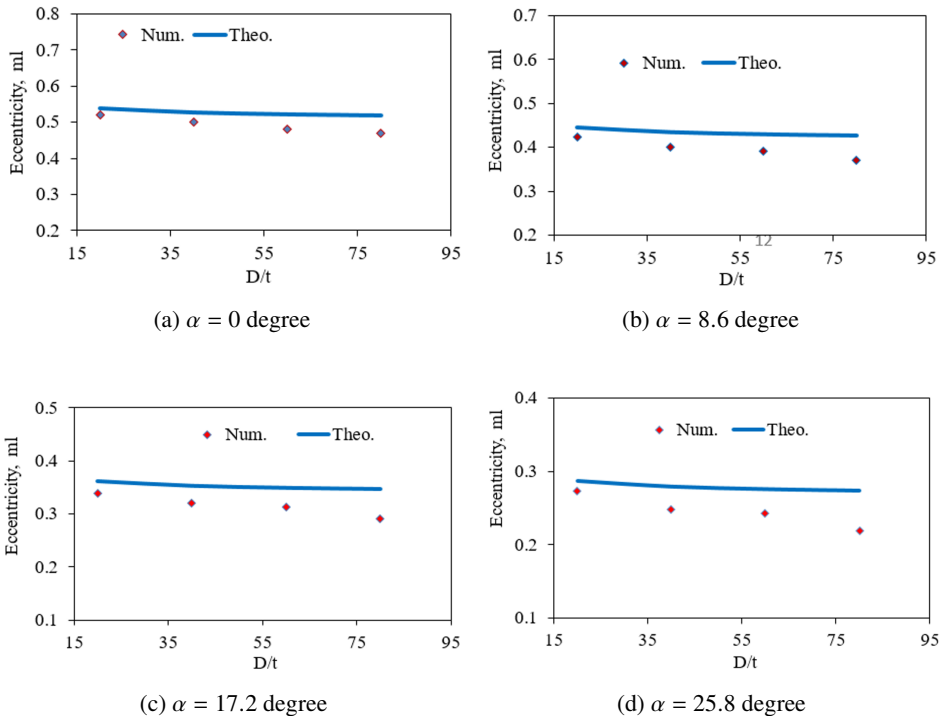 0.8
0.7
0.6
0.5
0.4
0.3
0.2
Eccentricity, ml
Num.
Theo.
15 35 55 75 95
D/t
(a) α = 0 degree
0.7
0.6
0.5
0.4
0.3
0.2
Eccentricity, ml
Num.
Theo.
12
15 35 55 75 95
D/t
(b) α = 8.6 degree
0.5
0.4
0.3
0.2
0.1
Eccentricity, ml
Num.
Theo.
15 35 55 75 95
D/t
(c) α = 17.2 degree
0.4
0.3
0.2
0.1
Eccentricity, ml
Num.
Theo.
15 35 55 75 95
D/t
(d) α = 25.8 degree